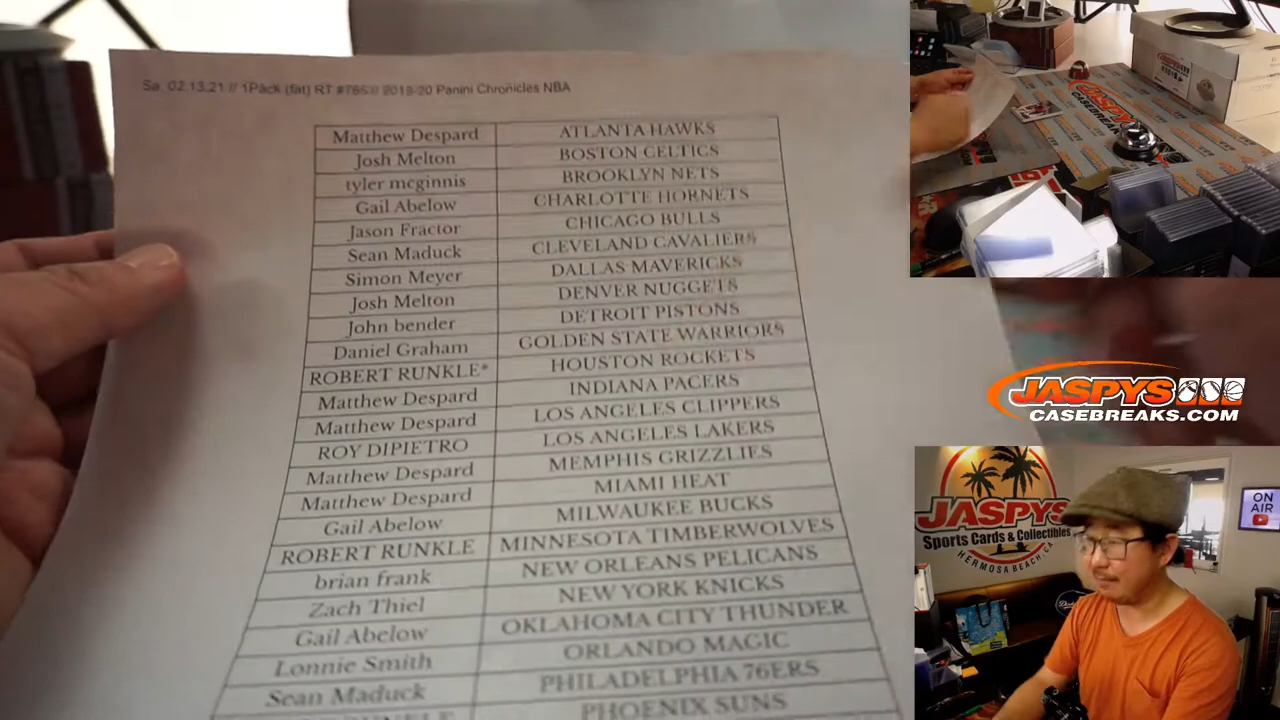 Sa. 02.13.21 // 1Pack (fat) RT #765 // 2019-20 Panini Chronicles NBA
Matthew Despard ATLANTA HAWKS
Josh Melton BOSTON CELTICS
tyler mcginnis BROOKLYN NETS
Gail Abelow CHARLOTTE HORNETS
Jason Fractor CHICAGO BULLS
Sean Maduck CLEVELAND CAVALIERS
Simon Meyer DALLAS MAVERICKS
Josh Melton DENVER NUGGETS
John bender DETROIT PISTONS
Daniel Graham GOLDEN STATE WARRIORS
ROBERT RUNKLE* HOUSTON ROCKETS
Matthew Despard INDIANA PACERS
Matthew Despard LOS ANGELES CLIPPERS
ROY DIPIETRO LOS ANGELES LAKERS
Matthew Despard MEMPHIS GRIZZLIES
Matthew Despard MIAMI HEAT
Gail Abelow MILWAUKEE BUCKS
ROBERT RUNKLE MINNESOTA TIMBERWOLVES
brian frank NEW ORLEANS PELICANS
Zach Thiel NEW YORK KNICKS
Gail Abelow OKLAHOMA CITY THUNDER
Lonnie Smith ORLANDO MAGIC
Sean Maduck PHILADELPHIA 76ERS
PHOENIX SUNS
JASPYS
CASEBREAKS
JASPYS
CASEBREAKS.COM
JASPYS
Sports Cards & Collectibles
HERMOSA BEACH, CA
ON
AIR